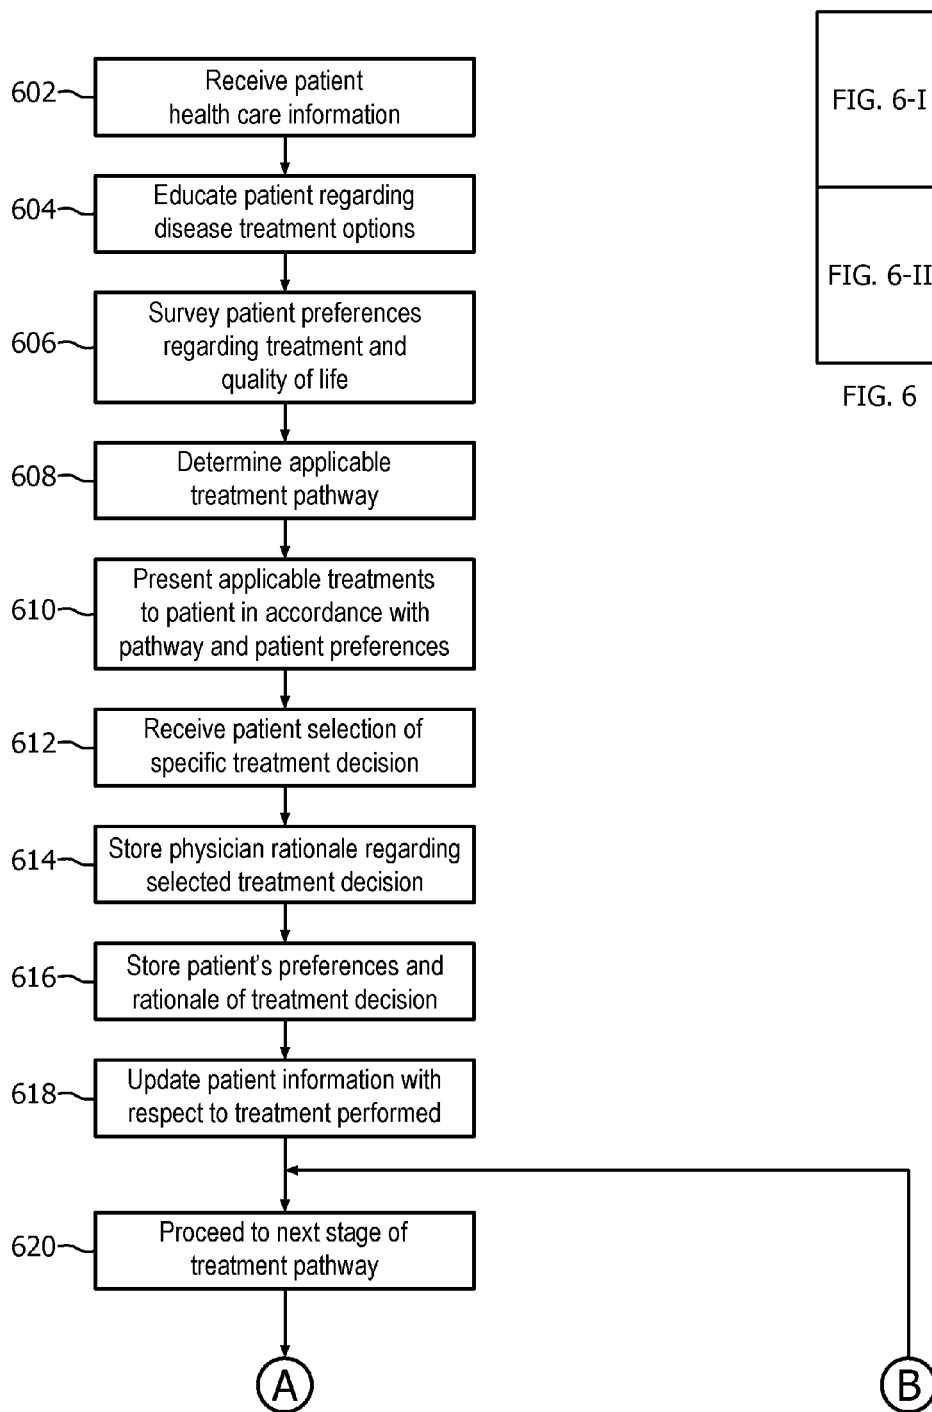 602
Receive patient
health care information
604
Educate patient regarding
disease treatment options
606
Survey patient preferences
regarding treatment and
quality of life
608
Determine applicable
treatment pathway
610
Present applicable treatments
to patient in accordance with
pathway and patient preferences
612
Receive patient selection of
specific treatment decision
614
Store physician rationale regarding
selected treatment decision
616
Store patient's preferences and
rationale of treatment decision
618
Update patient information with
respect to treatment performed
620
Proceed to next stage of
treatment pathway
A
B
FIG. 6-I
FIG. 6-II
FIG. 6